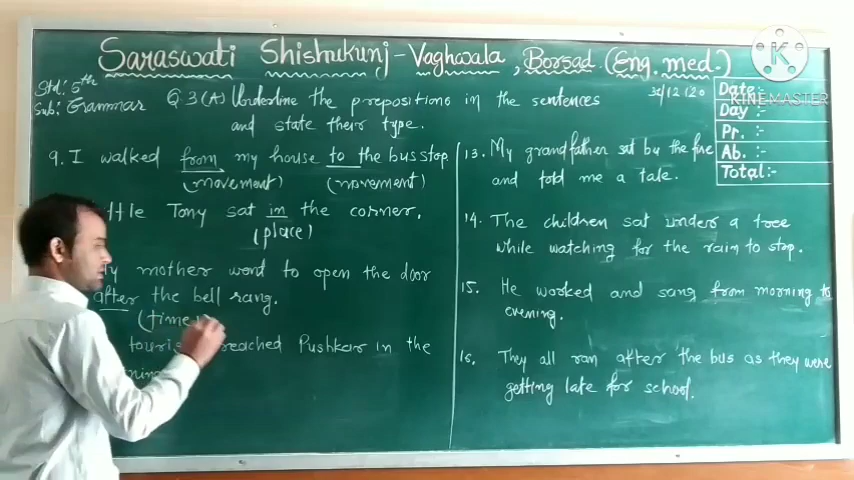 Saraswati Shishukunj - Vaghwala, Borsad (Eng. med.)
Std: 5th
Sub: Grammar
Q.3 (A) Underline the prepositions in the sentences
and state their type.
9. I walked from my house to the bus stop
(movement) (movement)
ttle Tony sat in the corner.
(place)
y mother went to open the door
after the bell rang.
(time
touris reached Pushkar in the
13. My grandfather sat by the fire
and told me a tale.
14. The children sat under a tree
while watching for the rain to stop.
15. He worked and sang from morning to
evening.
16. They all ran after the bus as they were
getting late for school.
/12/20
Date:-
Day
Pr. :-
Ab. :-
Total:-
K
KINEMASTER